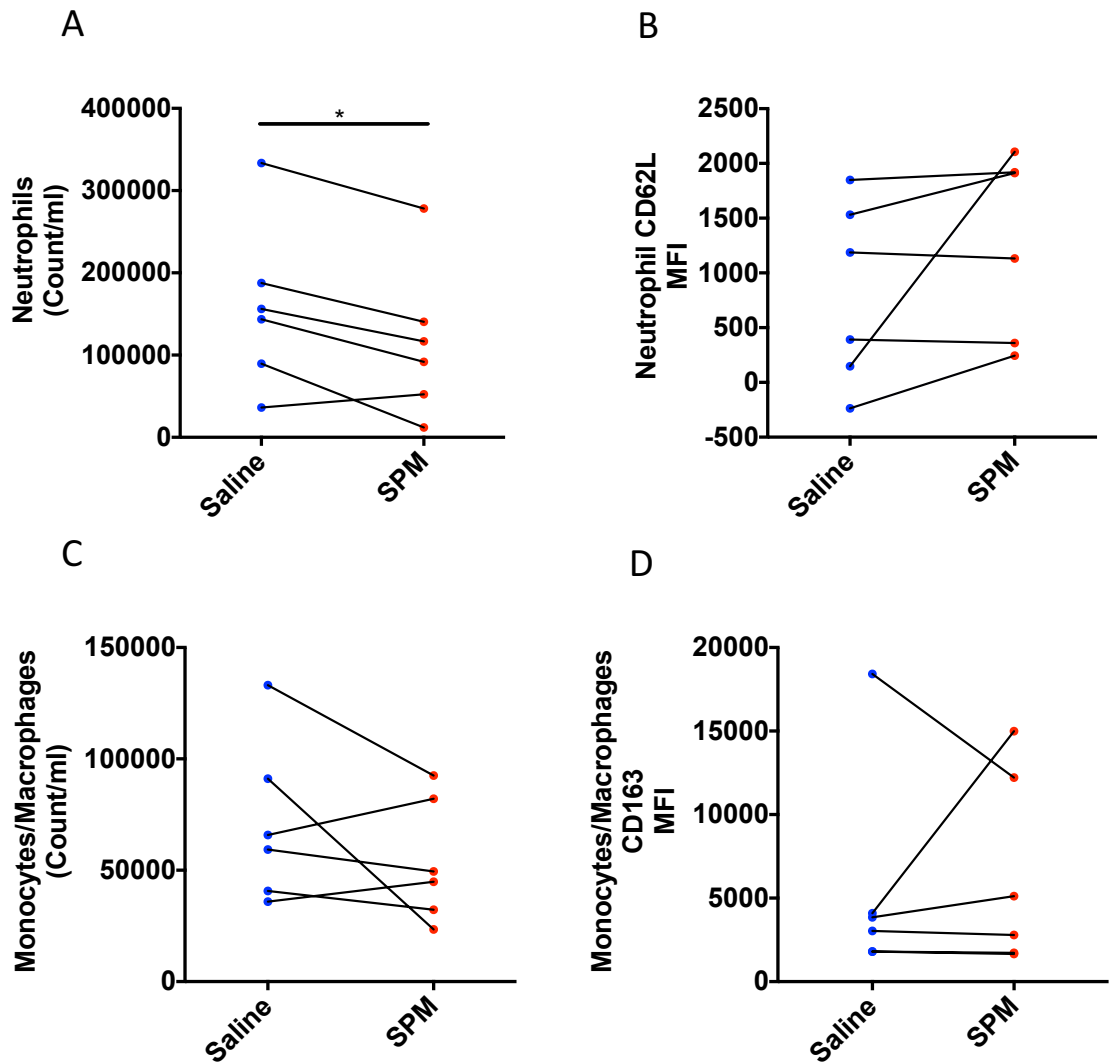 A
Neutrophils
(Count/ml)
400000
300000
200000
100000
0
*
Saline
SPM
B
Neutrophil CD62L
MFI
2500
2000
1500
1000
500
0
-500
Saline
SPM
C
Monocytes/Macrophages
(Count/ml)
150000
100000
50000
0
Saline
SPM
D
Monocytes/Macrophages
CD163
MFI
20000
15000
10000
5000
0
Saline
SPM